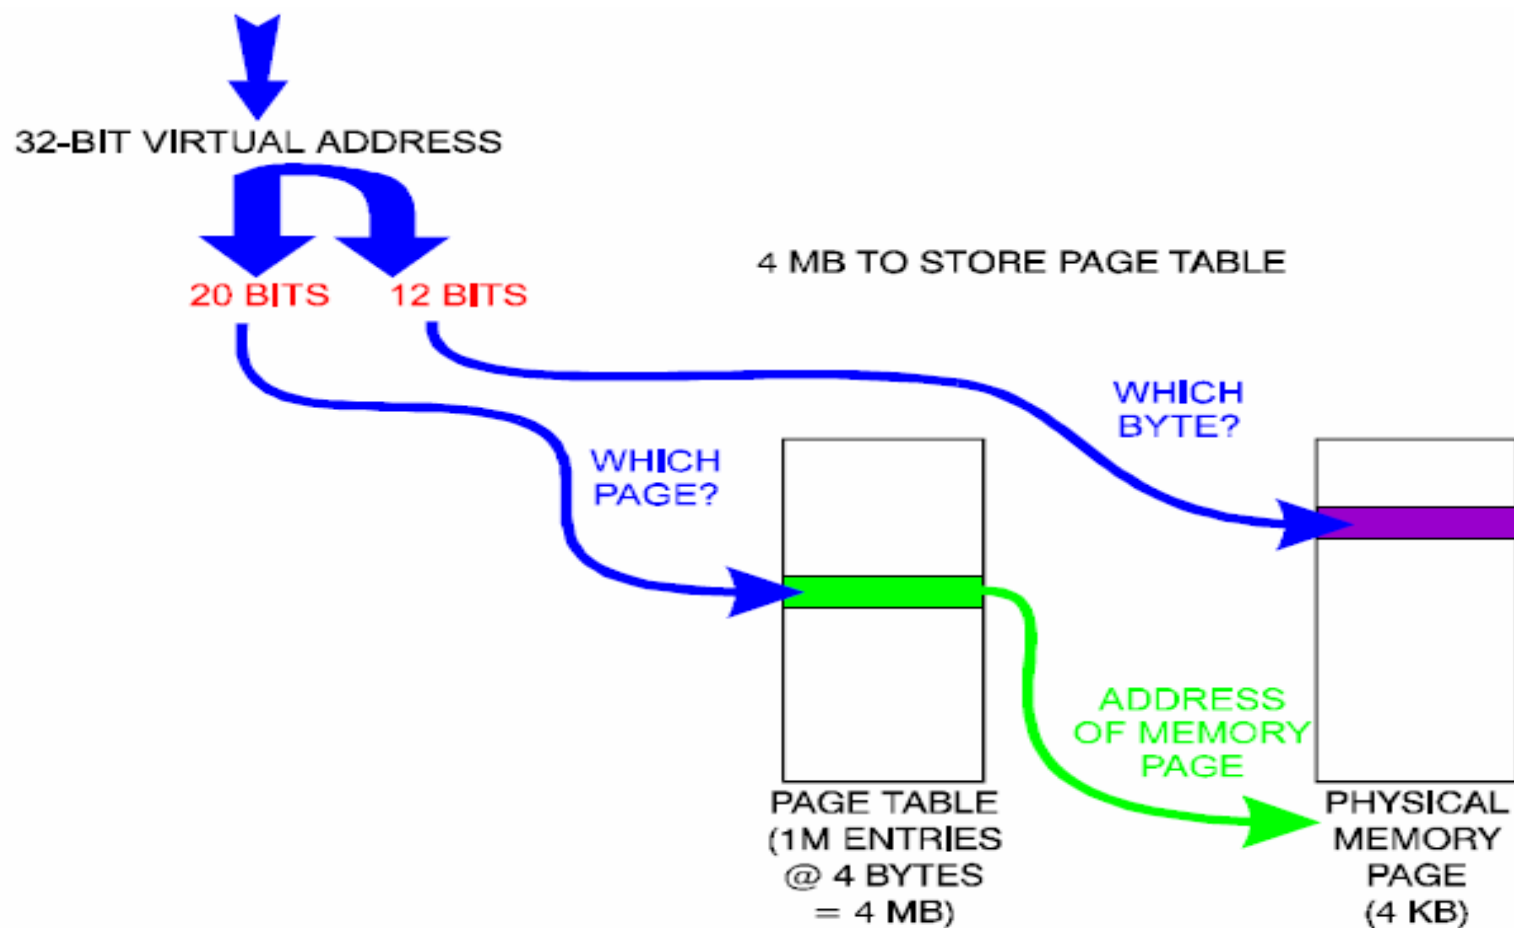 32-BIT VIRTUAL ADDRESS
4 MB TO STORE PAGE TABLE
20 BITS
12 BITS
WHICH
BYTE?
WHICH
PAGE?
ADDRESS
OF MEMORY
PAGE
PAGE TABLE
(1M ENTRIES
@ 4 BYTES
= 4 MB)
PHYSICAL
MEMORY
PAGE
(4 KB)